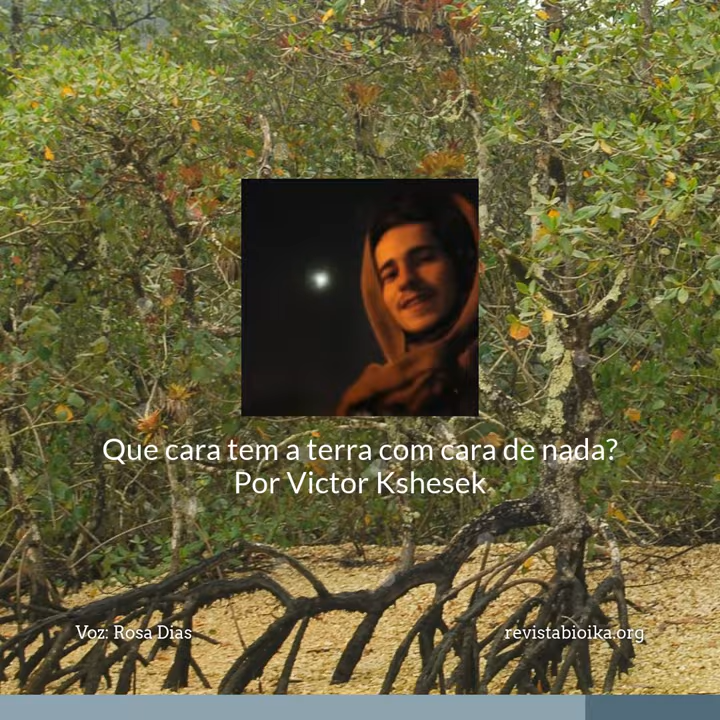 Que cara tem a terra com cara de nada?
Por Victor Kshesek
Voz: Rosa Dias
revistabioika.org